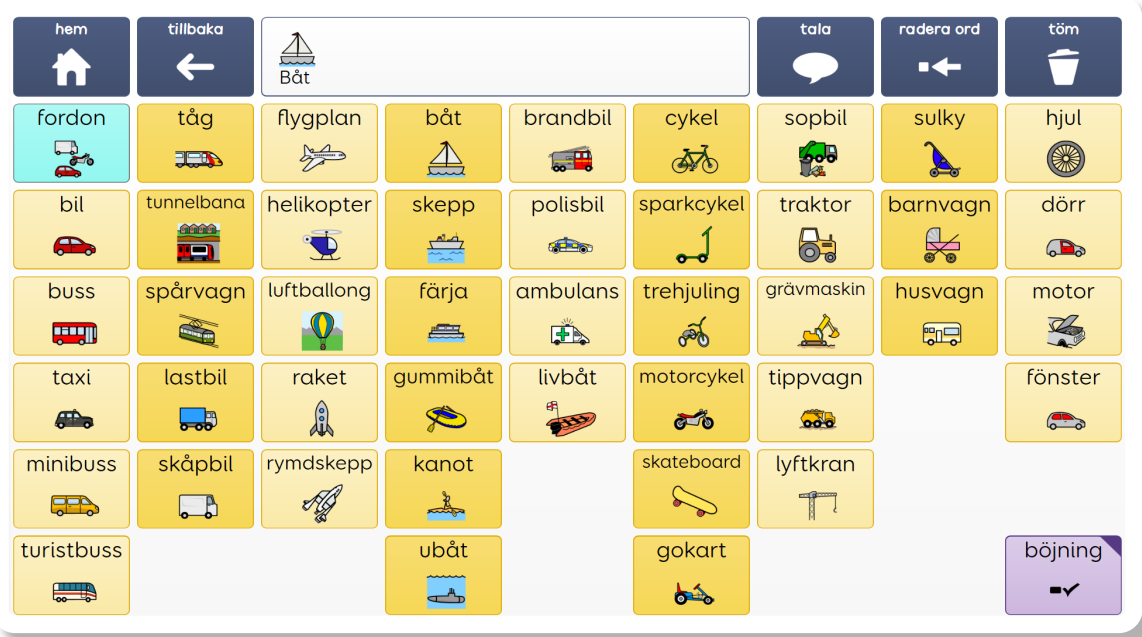 hem
tillbaka
Båt
tala
radera ord
töm
fordon
tåg
flygplan
båt
brandbil
cykel
sopbil
sulky
hjul
bil
tunnelbana
helikopter
skepp
polisbil
sparkcykel
traktor
barnvagn
dörr
buss
spårvagn
luftballong
färja
ambulans
trehjuling
grävmaskin
husvagn
motor
taxi
lastbil
raket
gummibåt
livbåt
motorcykel
tippvagn
fönster
minibuss
skåpbil
rymdskepp
kanot
skateboard
lyftkran
turistbuss
ubåt
gokart
böjning